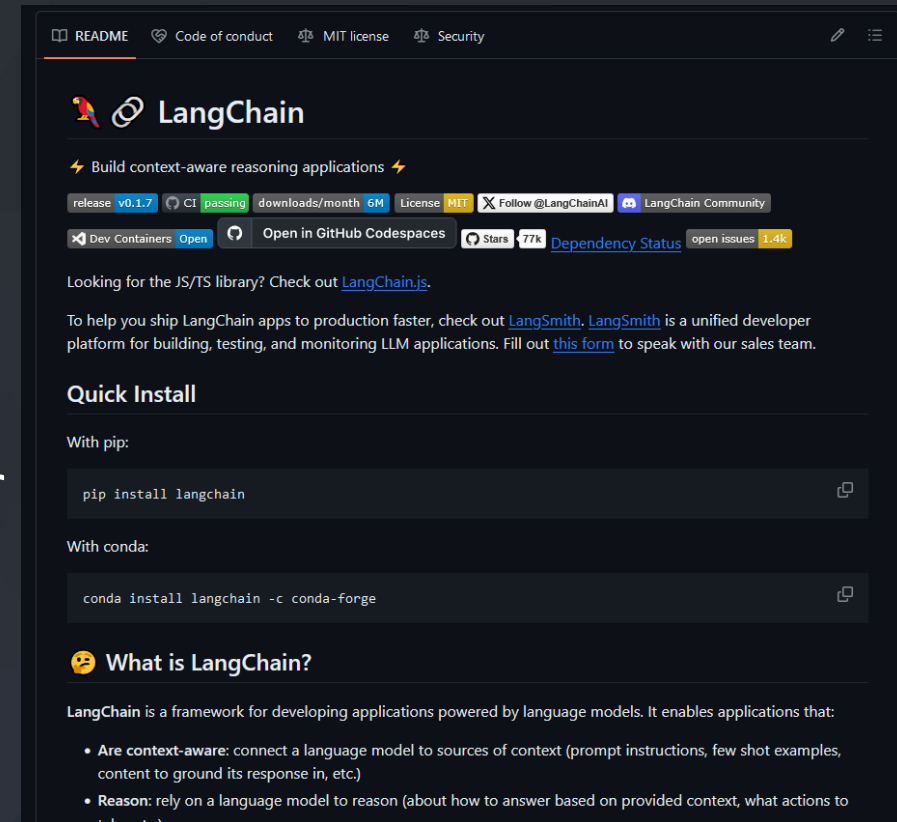 README Code of conduct MIT license Security
LangChain
⚡ Build context-aware reasoning applications ⚡
release v0.1.7 CI passing downloads/month 6M License MIT Follow @LangChainAI LangChain Community
Dev Containers Open Open in GitHub Codespaces Stars 77k Dependency Status open issues 1.4k
Looking for the JS/TS library? Check out LangChain.js.
To help you ship LangChain apps to production faster, check out LangSmith. LangSmith is a unified developer
platform for building, testing, and monitoring LLM applications. Fill out this form to speak with our sales team.
Quick Install
With pip:
pip install langchain
With conda:
conda install langchain -c conda-forge
🤔 What is LangChain?
LangChain is a framework for developing applications powered by language models. It enables applications that:
• Are context-aware: connect a language model to sources of context (prompt instructions, few shot examples,
content to ground its response in, etc.)
• Reason: rely on a language model to reason (about how to answer based on provided context, what actions to